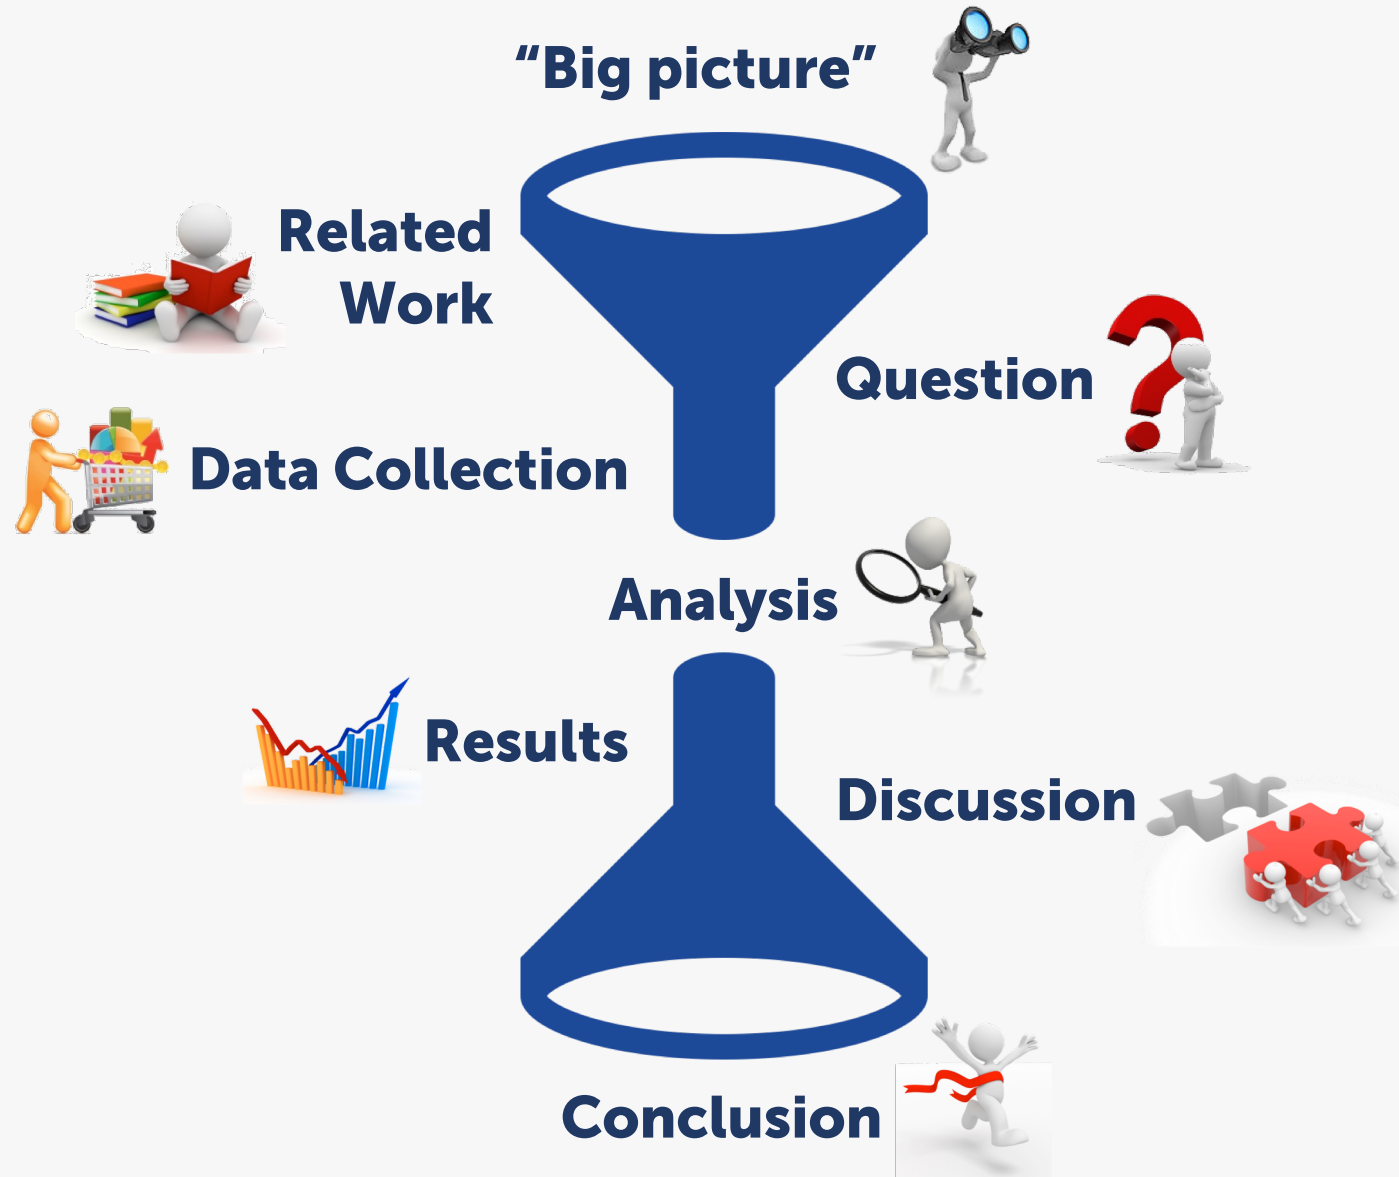 “Big picture”
Related
Work
Question
Data Collection
Analysis
Results
Discussion
Conclusion